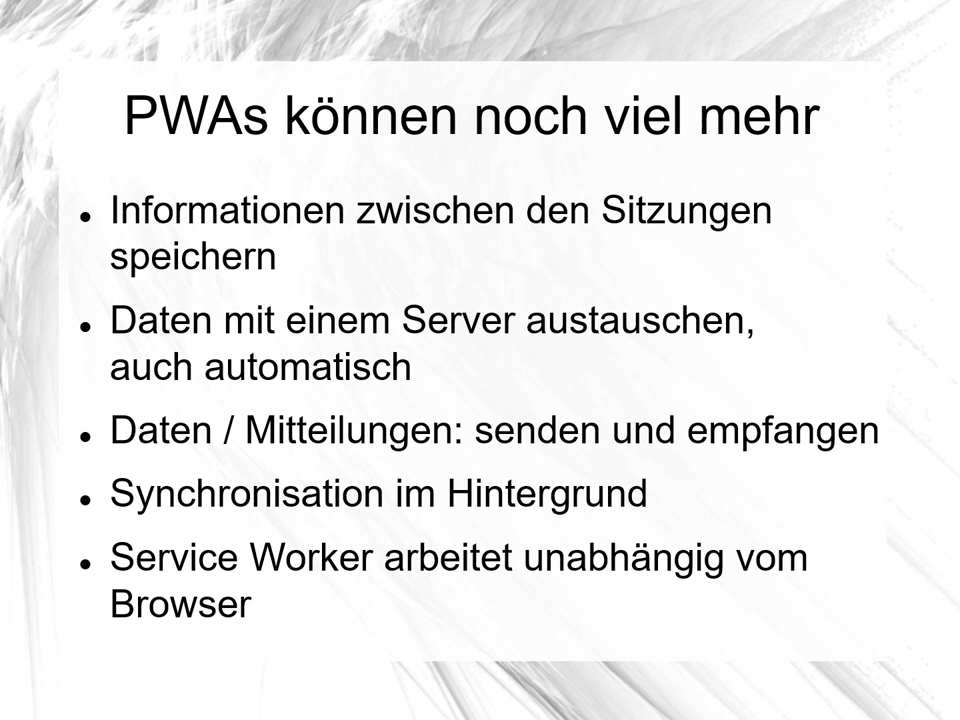 PWAs können noch viel mehr
● Informationen zwischen den Sitzungen
speichern
● Daten mit einem Server austauschen,
auch automatisch
● Daten / Mitteilungen: senden und empfangen
● Synchronisation im Hintergrund
● Service Worker arbeitet unabhängig vom
Browser